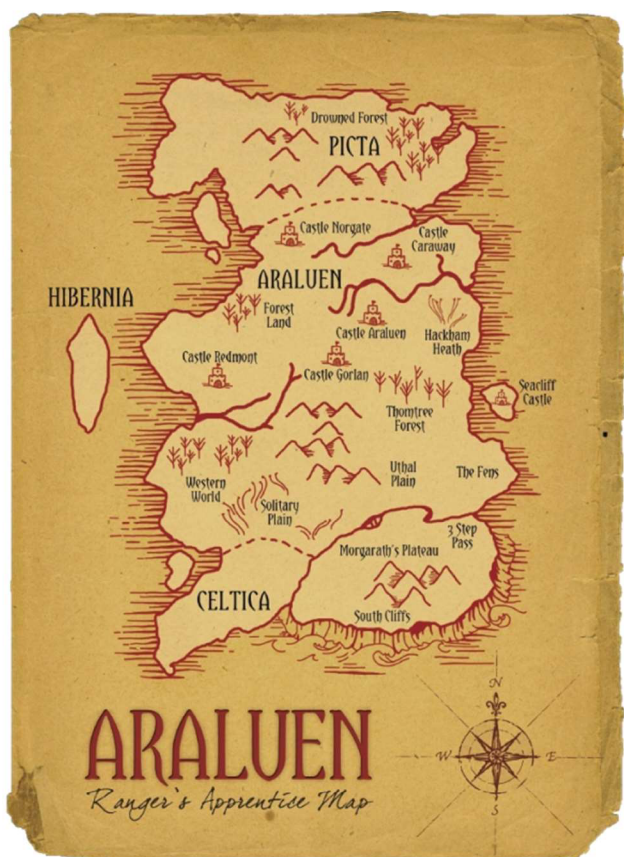 Drowned Forest
PICTA
Castle Norgate
Castle
Caraway
ARALUEN
HIBERNIA
Forest
Land
Castle Araluen
Hackham
Heath
Castle Redmont
Castle Gorlan
Seacliff
Castle
Thorntree
Forest
Western
World
Uthal
Plain
The Fens
Solitary
Plain
3 Step
Pass
Morgarath's Plateau
CELTICA
South Cliffs
ARALUEN
Ranger's Apprentice Map
N
W
E
S